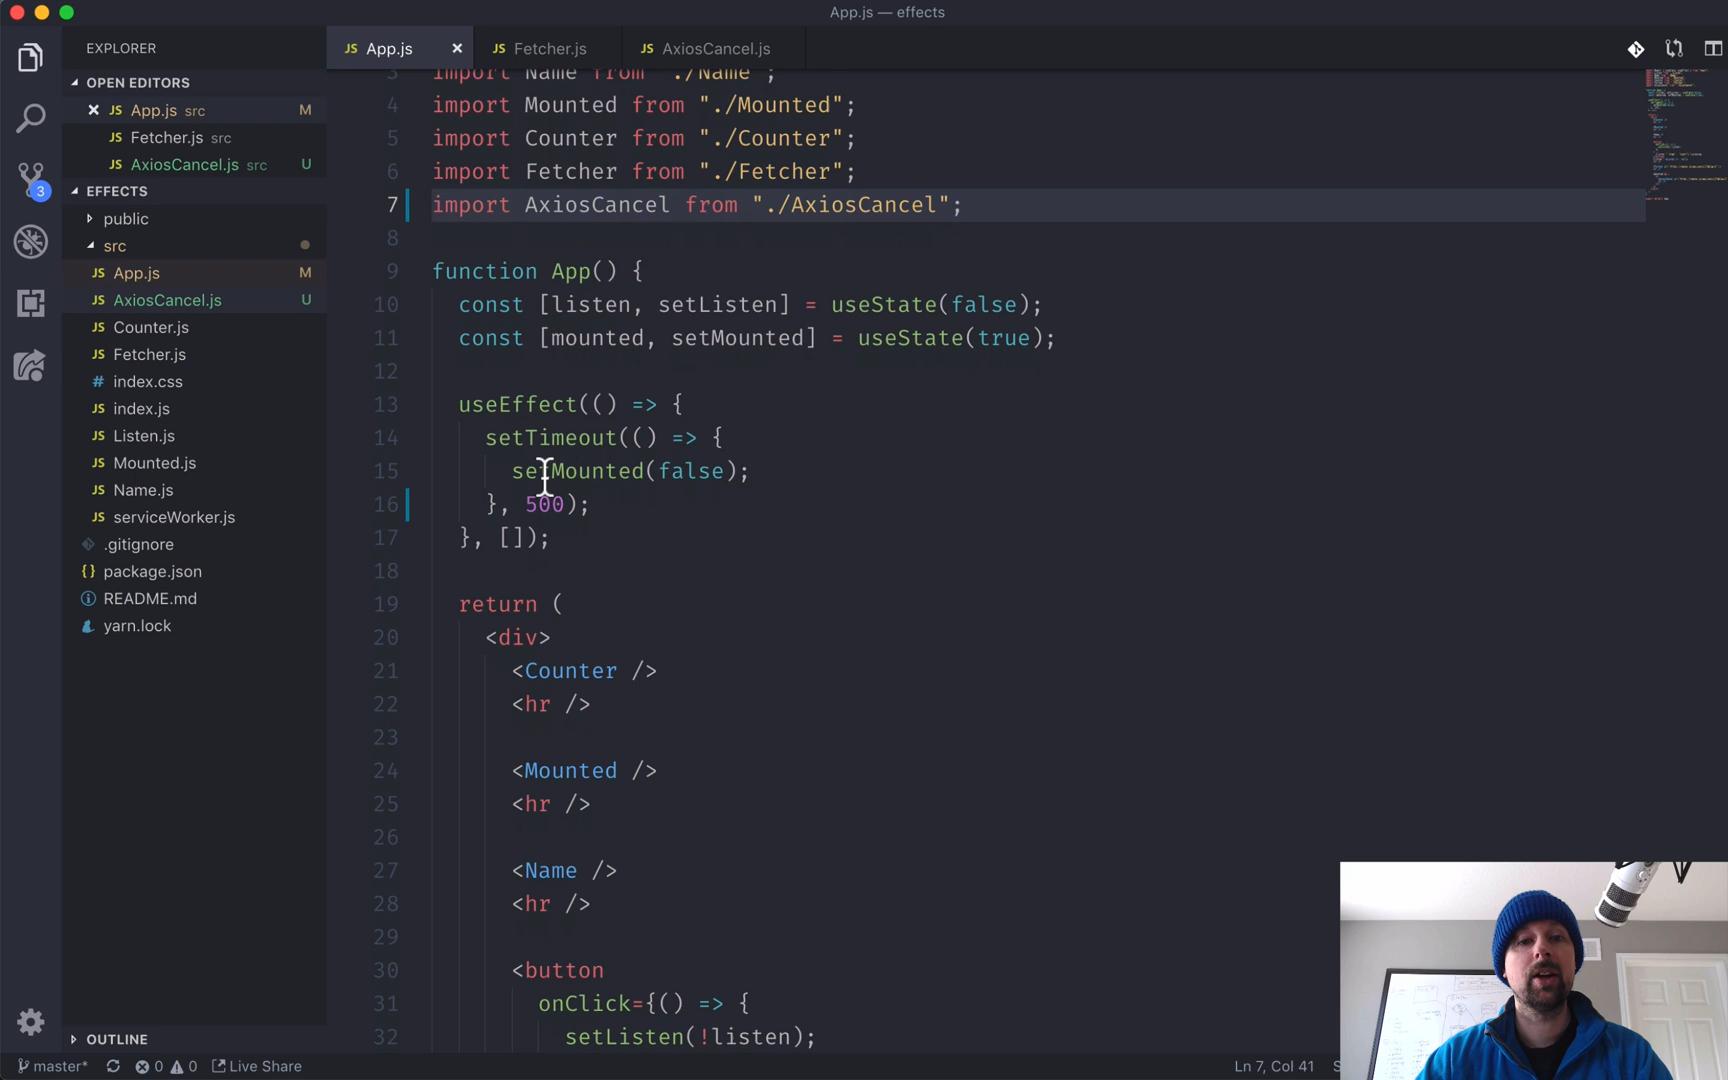 App.js — effects
EXPLORER
JS App.js
JS Fetcher.js
JS AxiosCancel.js
OPEN EDITORS
JS App.js src M
JS Fetcher.js src
JS AxiosCancel.js src U
3
EFFECTS
public
src
JS App.js M
JS AxiosCancel.js U
JS Counter.js
JS Fetcher.js
# index.css
JS index.js
JS Listen.js
JS Mounted.js
JS Name.js
JS serviceWorker.js
.gitignore
{} package.json
README.md
yarn.lock
OUTLINE
3 import Name from "./Name";
4 import Mounted from "./Mounted";
5 import Counter from "./Counter";
6 import Fetcher from "./Fetcher";
7 import AxiosCancel from "./AxiosCancel";
8
9 function App() {
10 const [listen, setListen] = useState(false);
11 const [mounted, setMounted] = useState(true);
12
13 useEffect(() => {
14 setTimeout(() => {
15 setMounted(false);
16 }, 500);
17 }, []);
18
19 return (
20 <div>
21 <Counter />
22 <hr />
23
24 <Mounted />
25 <hr />
26
27 <Name />
28 <hr />
29
30 <button
31 onClick={() => {
32 setListen(!listen);
master* 0 0 Live Share
Ln 7, Col 41